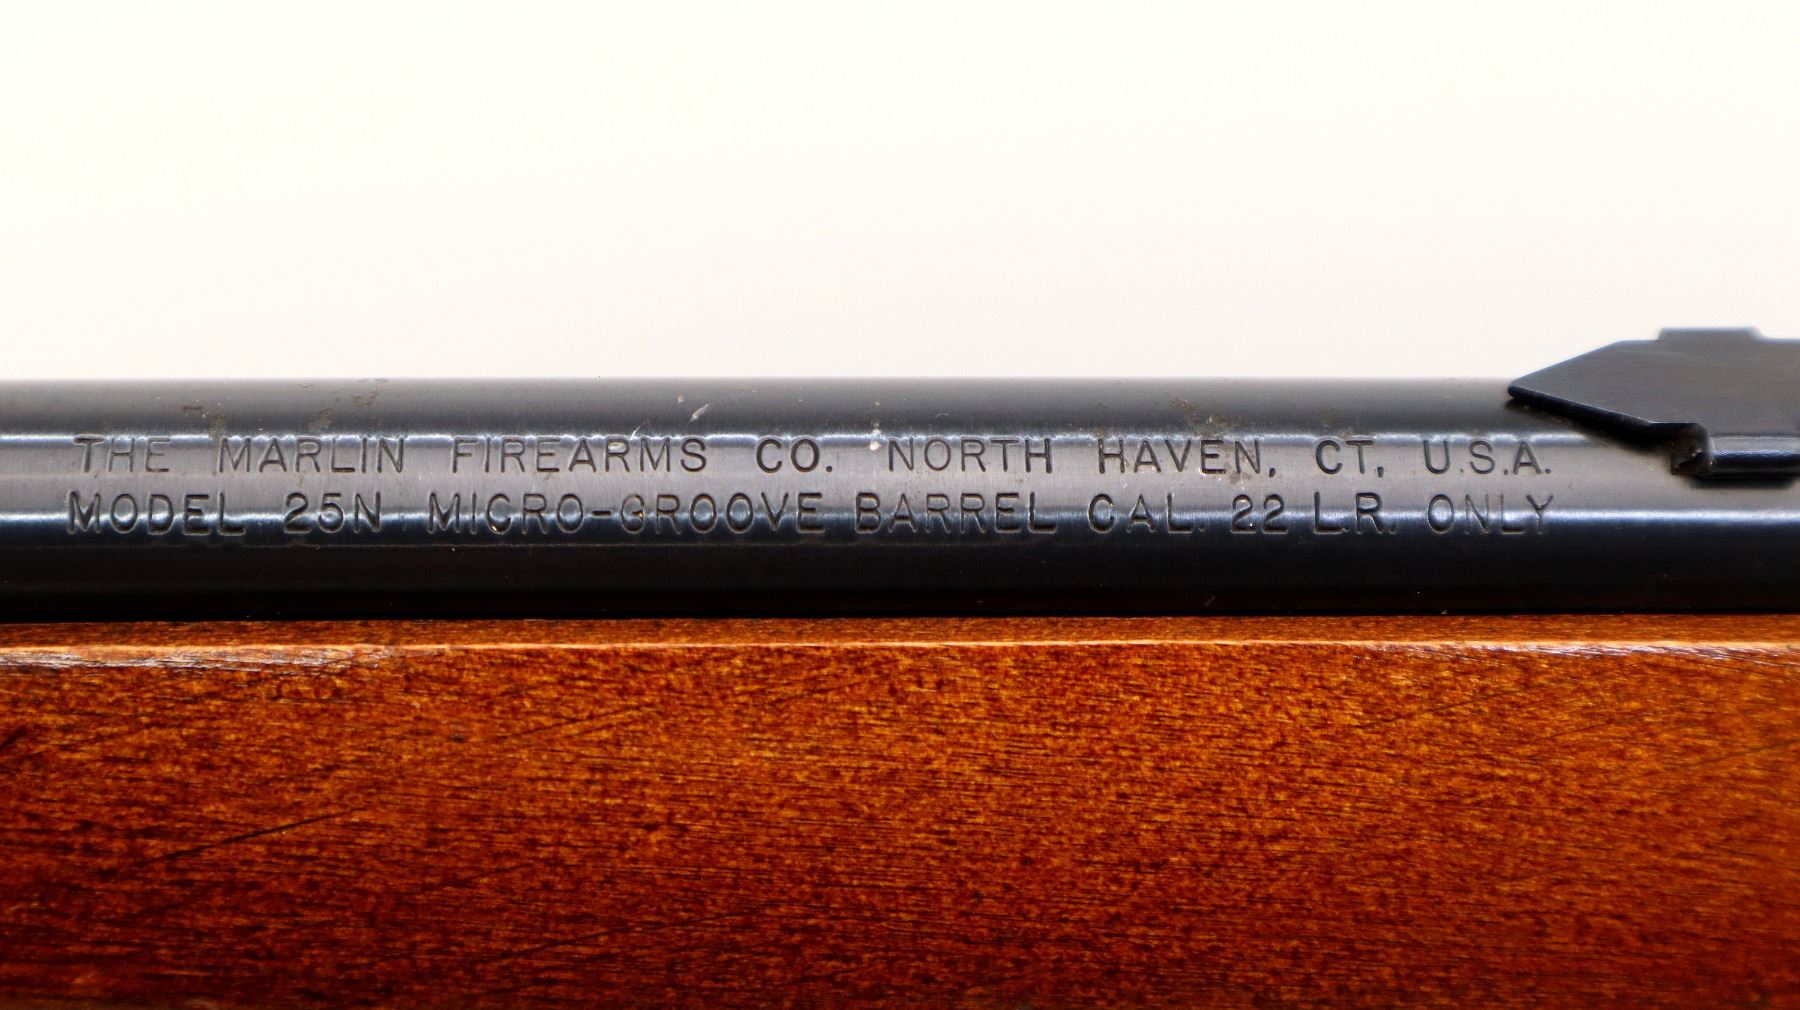 THE MARLIN FIREARMS CO. NORTH HAVEN, CT, U.S.A.
MODEL 25N MICRO-GROOVE BARREL CAL. 22 LR. ONLY